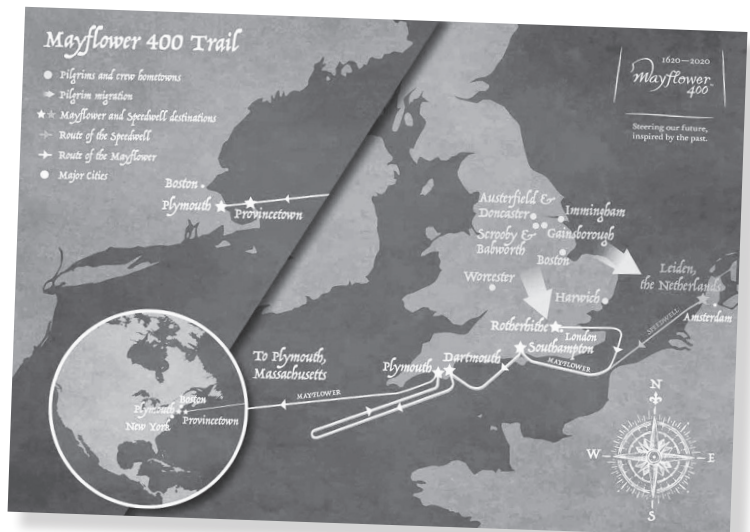 Mayflower 400 Trail
Pilgrims and crew hometowns
Pilgrim migration
Mayflower and Speedwell destinations
Route of the Speedwell
Route of the Mayflower
Major Cities
1620—2020
Mayflower
400
Steering our future,
inspired by the past.
Boston
Plymouth
Provincetown
Austerfield &
Doncaster
Immingham
Scrooby &
Babworth
Gainsborough
Boston
Worcester
Harwich
Leiden,
the Netherlands
Amsterdam
SPEEDWELL
Rotherhithe
London
Southampton
MAYFLOWER
Plymouth
Dartmouth
To Plymouth,
Massachusetts
MAYFLOWER
Boston
Plymouth
Provincetown
New York
N
W
E
S